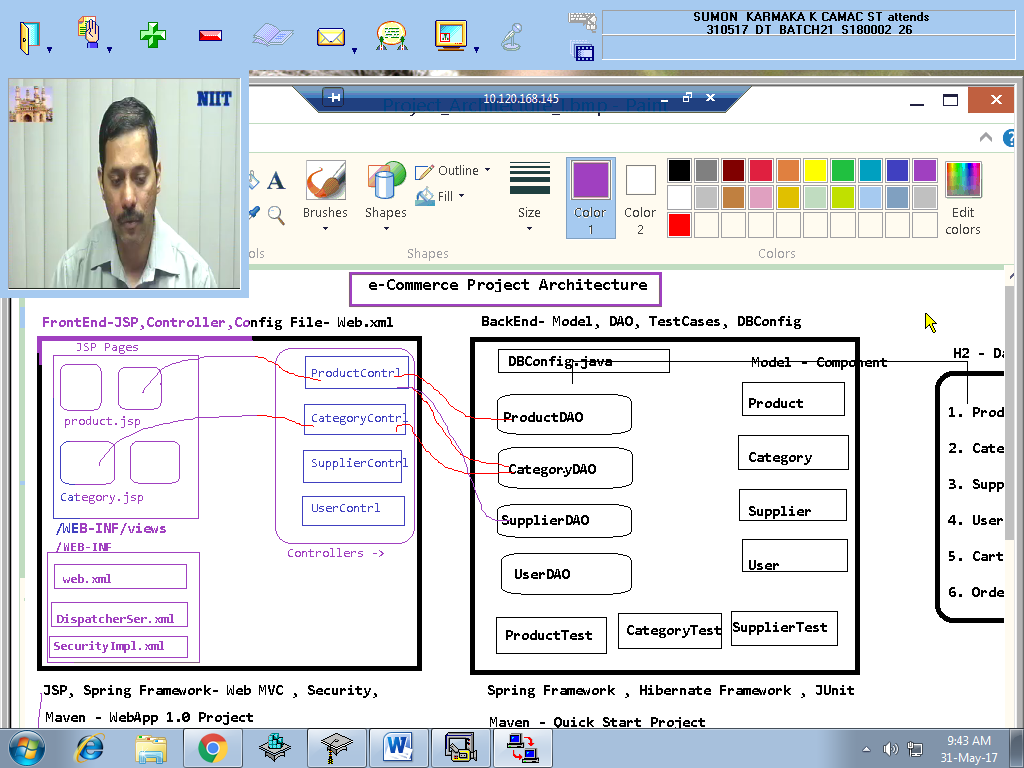 SUMON KARMAKA K CAMAC ST attends
310517_DT_BATCH21_S180002_26
NIIT
10.120.168.145
A
Brushes
Shapes
Outline
Fill
Size
Color
1
Color
2
Edit
colors
ols
Shapes
Colors
e-Commerce Project Architecture
FrontEnd-JSP,Controller,Config File- Web.xml
BackEnd- Model, DAO, TestCases, DBConfig
JSP Pages
product.jsp
Category.jsp
/WEB-INF/views
/WEB-INF
web.xml
DispatcherSer.xml
SecurityImpl.xml
ProductContrl
CategoryContrl
SupplierContrl
UserContrl
Controllers ->
DBConfig.java
ProductDAO
CategoryDAO
SupplierDAO
UserDAO
Model - Component
Product
Category
Supplier
User
ProductTest
CategoryTest
SupplierTest
H2 - Da
1. Prod
2. Cate
3. Supp
4. User
5. Cart
6. Orde
JSP, Spring Framework- Web MVC , Security,
Maven - WebApp 1.0 Project
Spring Framework , Hibernate Framework , JUnit
Maven - Quick Start Project
9:43 AM
31-May-17